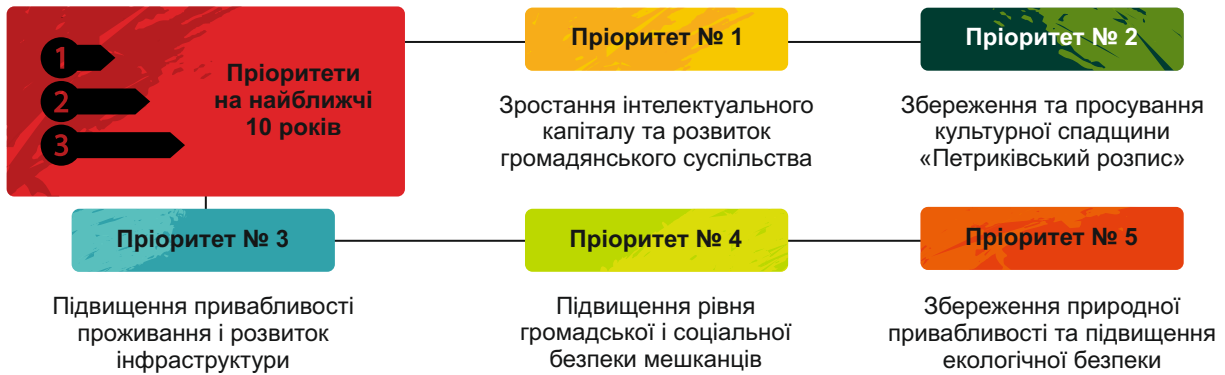 1
2
3
Пріоритети
на найближчі
10 років
Пріоритет № 1
Зростання інтелектуального
капіталу та розвиток
громадянського суспільства
Пріоритет № 2
Збереження та просування
культурної спадщини
«Петриківський розпис»
Пріоритет № 3
Підвищення привабливості
проживання і розвиток
інфраструктури
Пріоритет № 4
Підвищення рівня
громадської і соціальної
безпеки мешканців
Пріоритет № 5
Збереження природної
привабливості та підвищення
екологічної безпеки